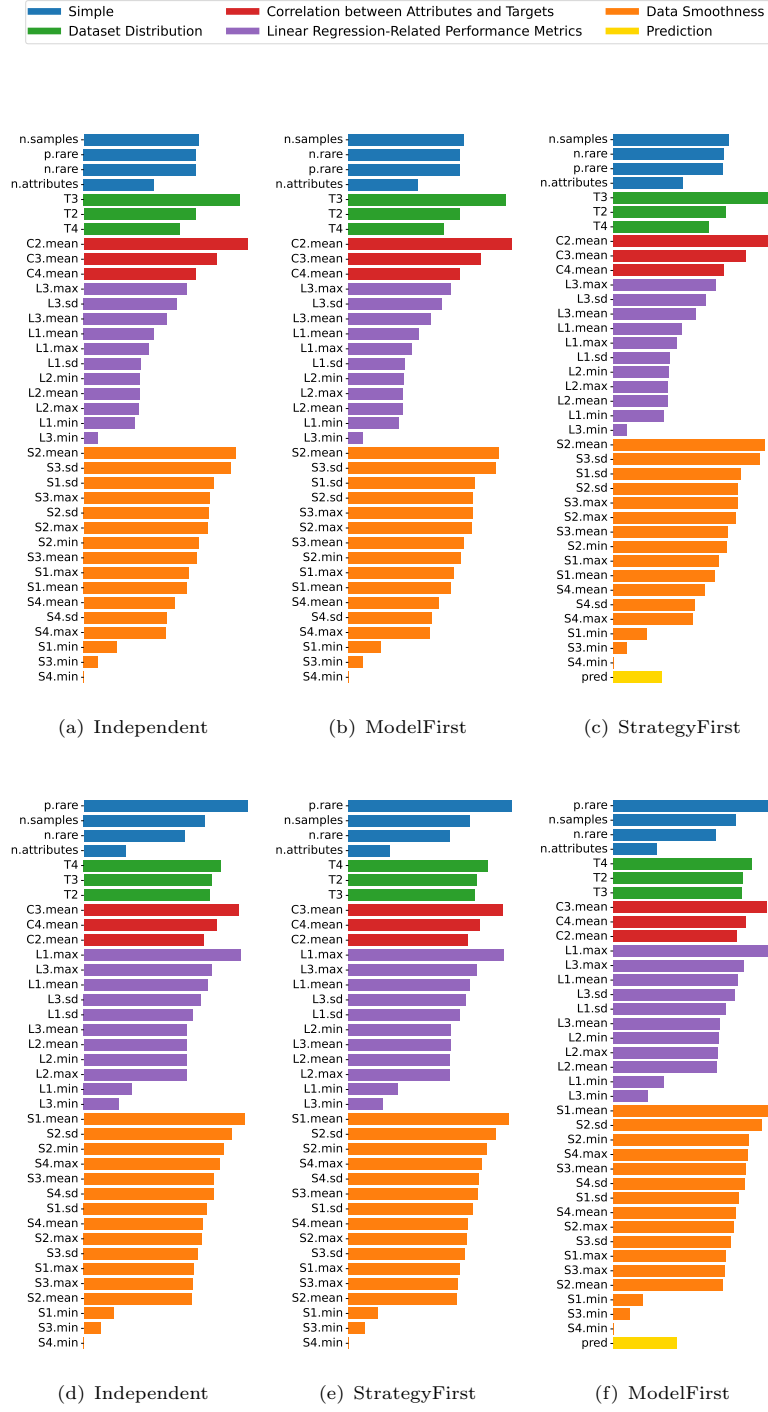 Simple
Correlation between Attributes and Targets
Data Smoothness
Dataset Distribution
Linear Regression-Related Performance Metrics
Prediction
n.samples
p.rare
n.rare
n.attributes
T3
T2
T4
C2.mean
C3.mean
C4.mean
L3.max
L3.sd
L3.mean
L1.mean
L1.max
L1.sd
L2.min
L2.mean
L2.max
L1.min
L3.min
S2.mean
S3.sd
S1.sd
S3.max
S2.sd
S2.max
S2.min
S3.mean
S1.max
S1.mean
S4.mean
S4.sd
S4.max
S1.min
S3.min
S4.min
(a) Independent
n.samples
n.rare
p.rare
n.attributes
T3
T2
T4
C2.mean
C3.mean
C4.mean
L3.max
L3.sd
L3.mean
L1.mean
L1.max
L1.sd
L2.min
L2.max
L2.mean
L1.min
L3.min
S2.mean
S3.sd
S1.sd
S2.sd
S3.max
S2.max
S3.mean
S2.min
S1.max
S1.mean
S4.mean
S4.sd
S4.max
S1.min
S3.min
S4.min
(b) ModelFirst
n.samples
n.rare
p.rare
n.attributes
T3
T2
T4
C2.mean
C3.mean
C4.mean
L3.max
L3.sd
L3.mean
L1.mean
L1.max
L1.sd
L2.min
L2.max
L2.mean
L1.min
L3.min
S2.mean
S3.sd
S1.sd
S2.sd
S3.max
S2.max
S3.mean
S2.min
S1.max
S1.mean
S4.mean
S4.sd
S4.max
S1.min
S3.min
S4.min
pred
(c) StrategyFirst
p.rare
n.samples
n.rare
n.attributes
T4
T3
T2
C3.mean
C4.mean
C2.mean
L1.max
L3.max
L1.mean
L3.sd
L1.sd
L3.mean
L2.mean
L2.min
L2.max
L1.min
L3.min
S1.mean
S2.sd
S2.min
S4.max
S3.mean
S4.sd
S1.sd
S4.mean
S2.max
S3.sd
S1.max
S3.max
S2.mean
S1.min
S3.min
S4.min
(d) Independent
p.rare
n.samples
n.rare
n.attributes
T4
T2
T3
C3.mean
C4.mean
C2.mean
L1.max
L3.max
L1.mean
L3.sd
L1.sd
L2.min
L3.mean
L2.mean
L2.max
L1.min
L3.min
S1.mean
S2.sd
S2.min
S4.max
S4.sd
S3.mean
S1.sd
S4.mean
S2.max
S3.sd
S1.max
S3.max
S2.mean
S1.min
S3.min
S4.min
(e) StrategyFirst
p.rare
n.samples
n.rare
n.attributes
T4
T2
T3
C3.mean
C4.mean
C2.mean
L1.max
L3.max
L1.mean
L3.sd
L1.sd
L3.mean
L2.min
L2.max
L2.mean
L1.min
L3.min
S1.mean
S2.sd
S2.min
S4.max
S3.mean
S4.sd
S1.sd
S4.mean
S2.max
S3.sd
S1.max
S3.max
S2.mean
S1.min
S3.min
S4.min
pred
(f) ModelFirst